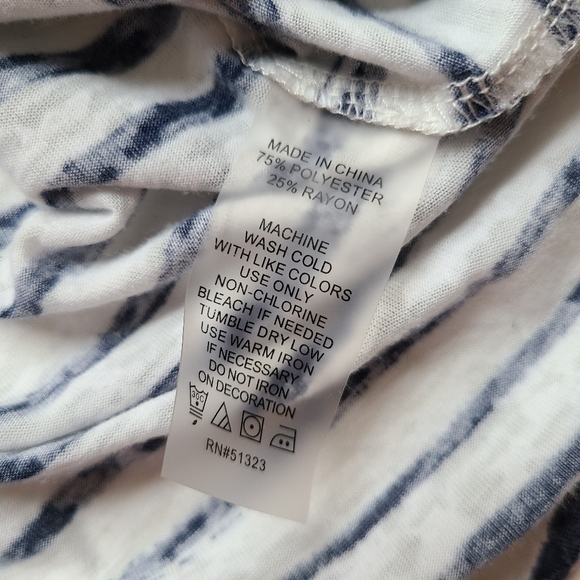 MADE IN CHINA
75% POLYESTER
25% RAYON
MACHINE
WASH COLD
WITH LIKE COLORS
USE ONLY
NON-CHLORINE
BLEACH IF NEEDED
TUMBLE DRY LOW
USE WARM IRON
IF NECESSARY
DO NOT IRON
ON DECORATION
30C
RN#51323